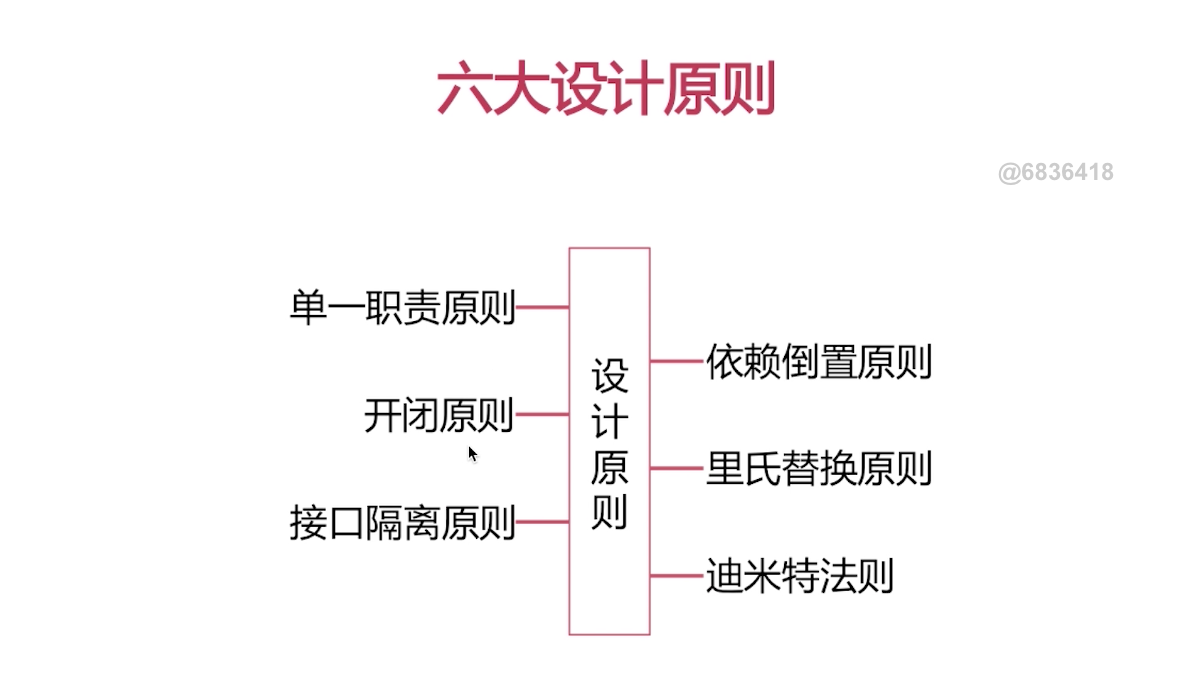 六大设计原则
@6836418
单一职责原则
开闭原则
接口隔离原则
设计原则
依赖倒置原则
里氏替换原则
迪米特法则